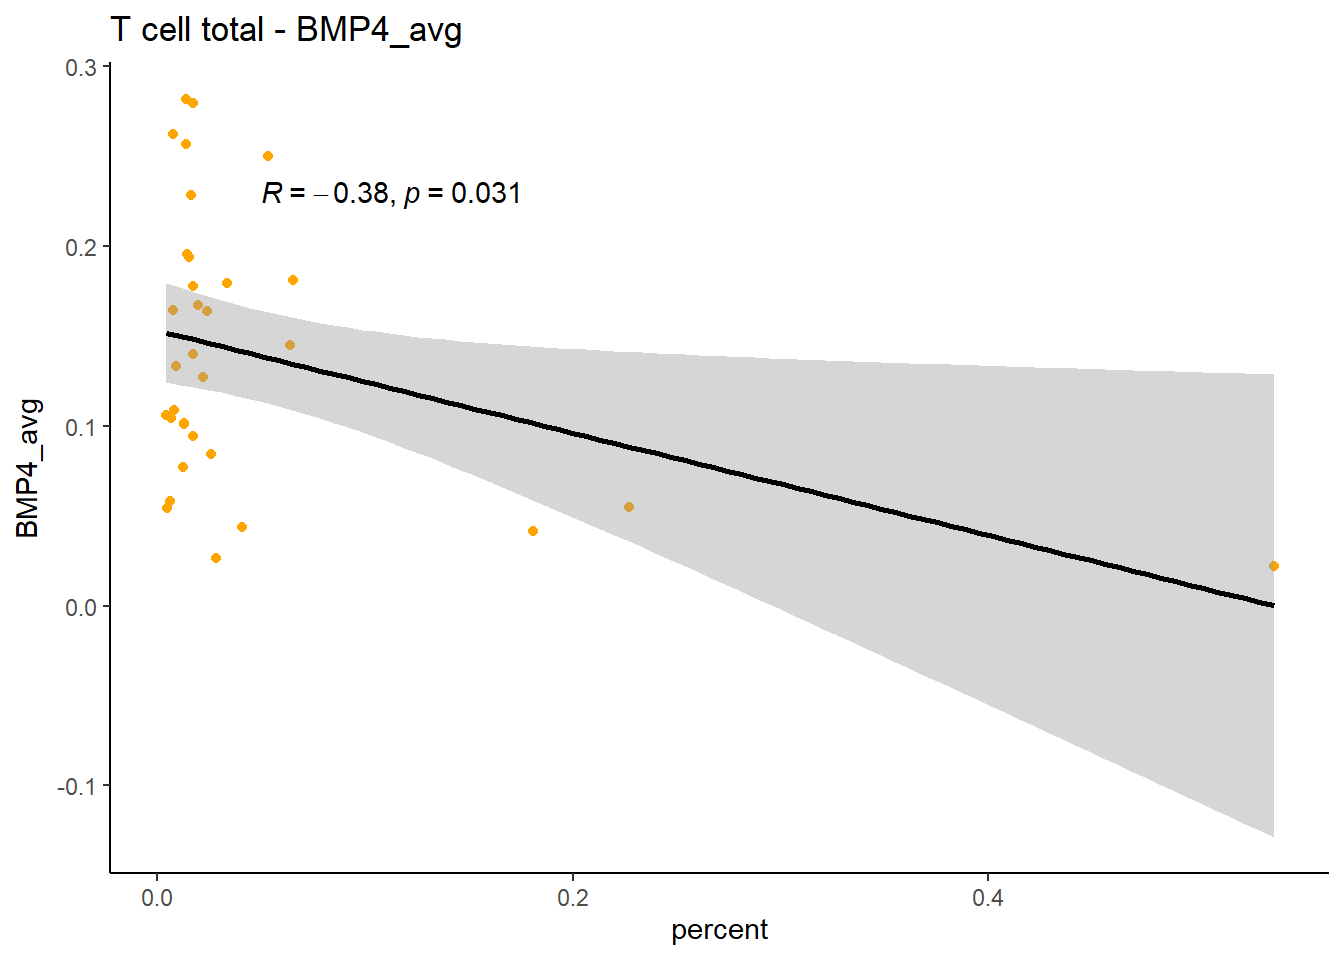 T cell total - BMP4_avg
0.3
R = −0.38, p = 0.031
0.2
0.1
0.0
-0.1
BMP4_avg
0.0
0.2
0.4
percent